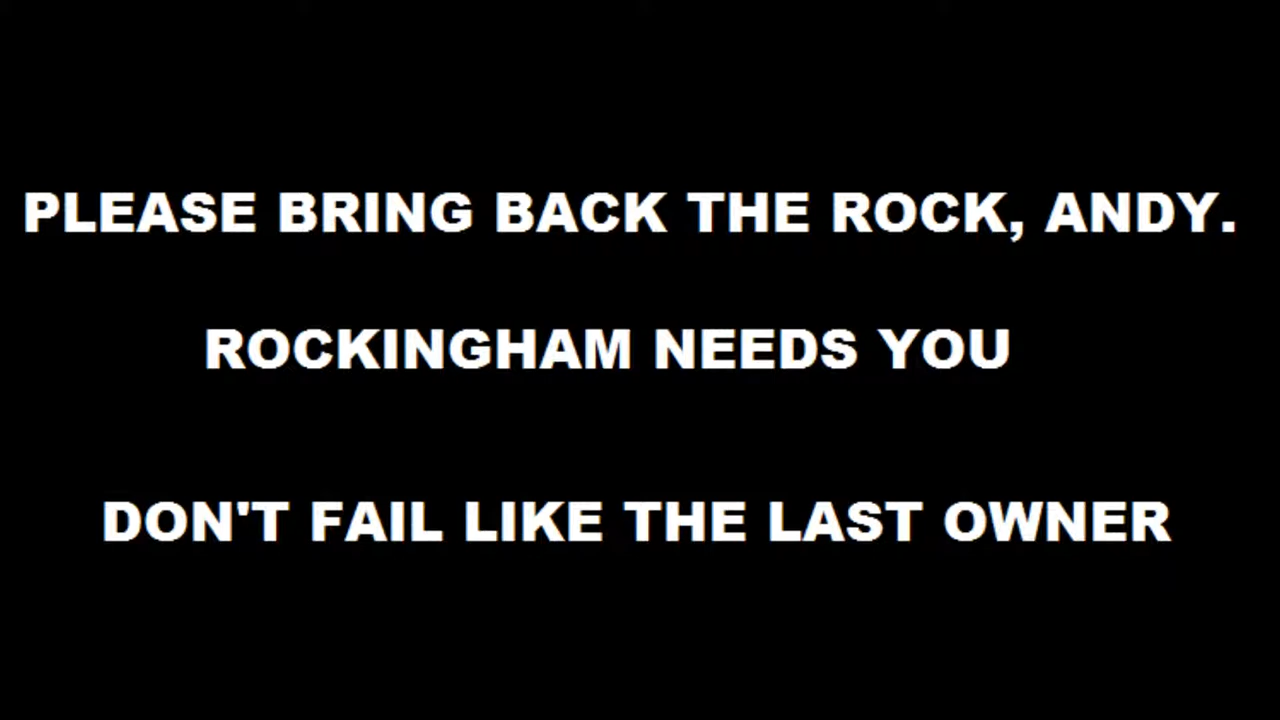 PLEASE BRING BACK THE ROCK, ANDY.
ROCKINGHAM NEEDS YOU
DON'T FAIL LIKE THE LAST OWNER